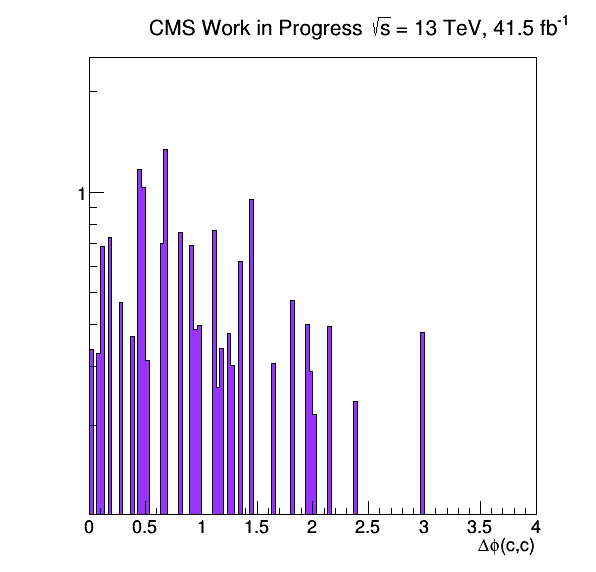 CMS Work in Progress √s = 13 TeV, 41.5 fb⁻¹
1
0 0.5 1 1.5 2 2.5 3 3.5 4
Δϕ(c,c)